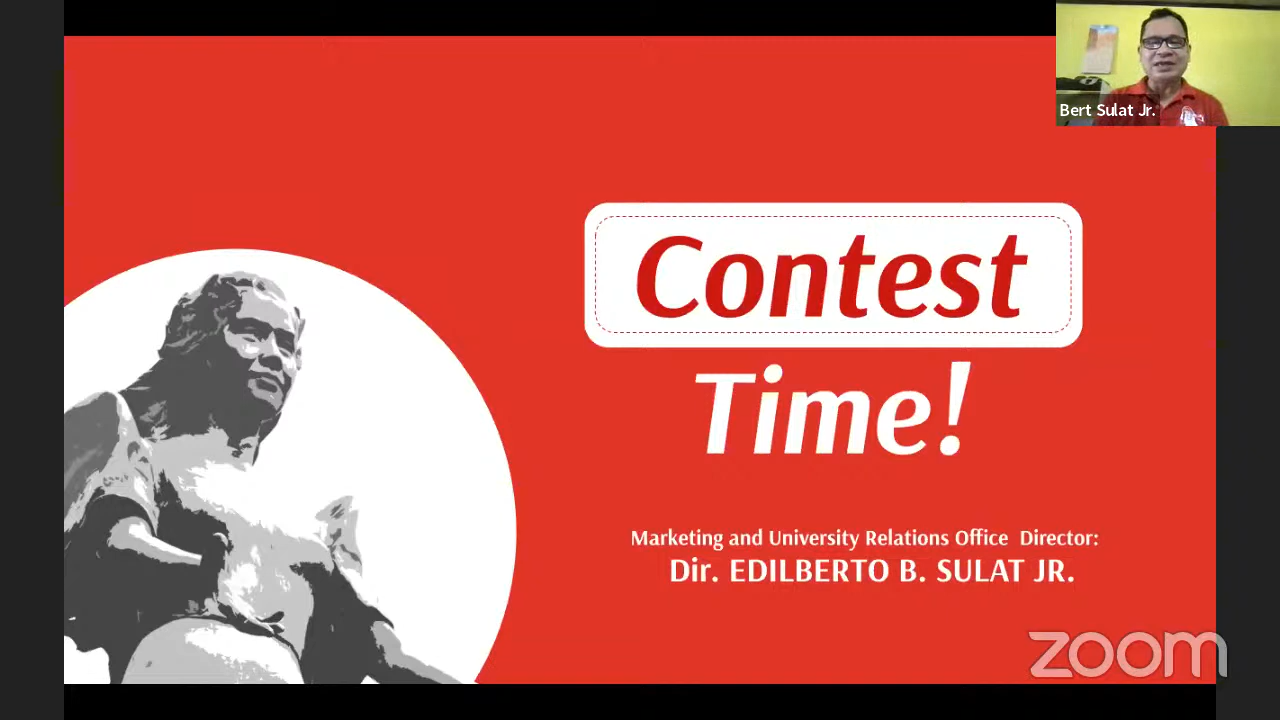 Bert Sulat Jr.
Contest
Time!
Marketing and University Relations Office Director:
Dir. EDILBERTO B. SULAT JR.
zoom